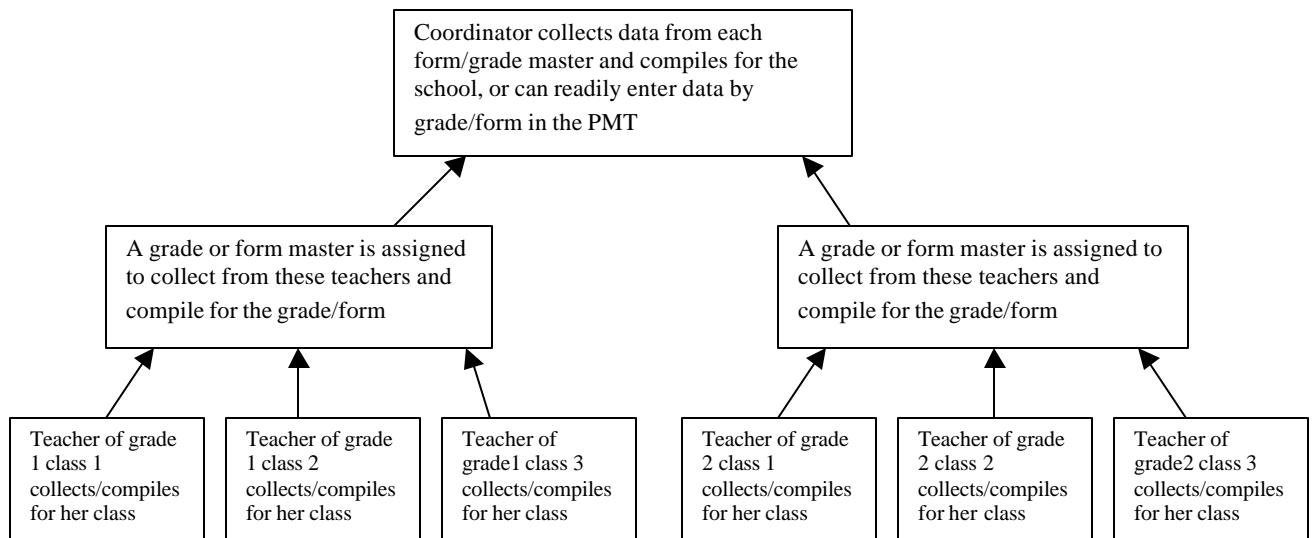 Coordinator collects data from each
form/grade master and compiles for the
school, or can readily enter data by
grade/form in the PMT
A grade or form master is assigned
to collect from these teachers and
compile for the grade/form
A grade or form master is assigned to
collect from these teachers and
compile for the grade/form
Teacher of grade
1 class 1
collects/compiles
for her class
Teacher of grade
1 class 2
collects/compiles
for her class
Teacher of
grade1 class 3
collects/compiles
for her class
Teacher of grade
2 class 1
collects/compiles
for her class
Teacher of grade
2 class 2
collects/compiles
for her class
Teacher of
grade2 class 3
collects/compiles
for her class